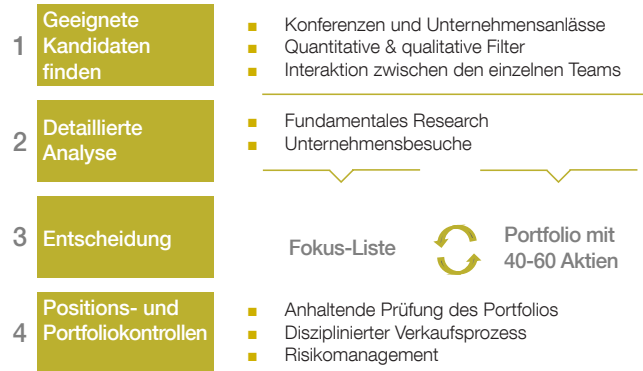 1
Geeignete
Kandidaten
finden
■ Konferenzen und Unternehmensanlässe
■ Quantitative & qualitative Filter
■ Interaktion zwischen den einzelnen Teams
2
Detaillierte
Analyse
■ Fundamentales Research
■ Unternehmensbesuche
3
Entscheidung
Fokus-Liste
Portfolio mit
40-60 Aktien
4
Positions- und
Portfoliokontrollen
■ Anhaltende Prüfung des Portfolios
■ Disziplinierter Verkaufsprozess
■ Risikomanagement